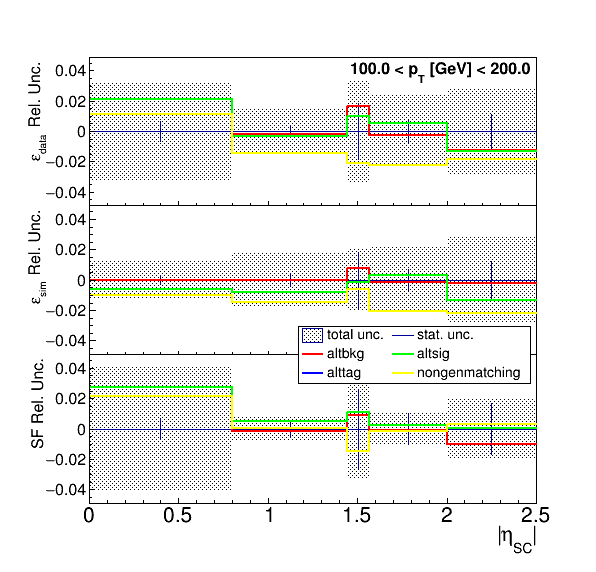 100.0 < p_T [GeV] < 200.0
ε_data Rel. Unc.
0.04
0.02
0
−0.02
−0.04
ε_sim Rel. Unc.
0.04
0.02
0
−0.02
−0.04
total unc. stat. unc.
altbkg altsig
alttag nongenmatching
SF Rel. Unc.
0.04
0.02
0
−0.02
−0.04
0 0.5 1 1.5 2 2.5
|η_SC|